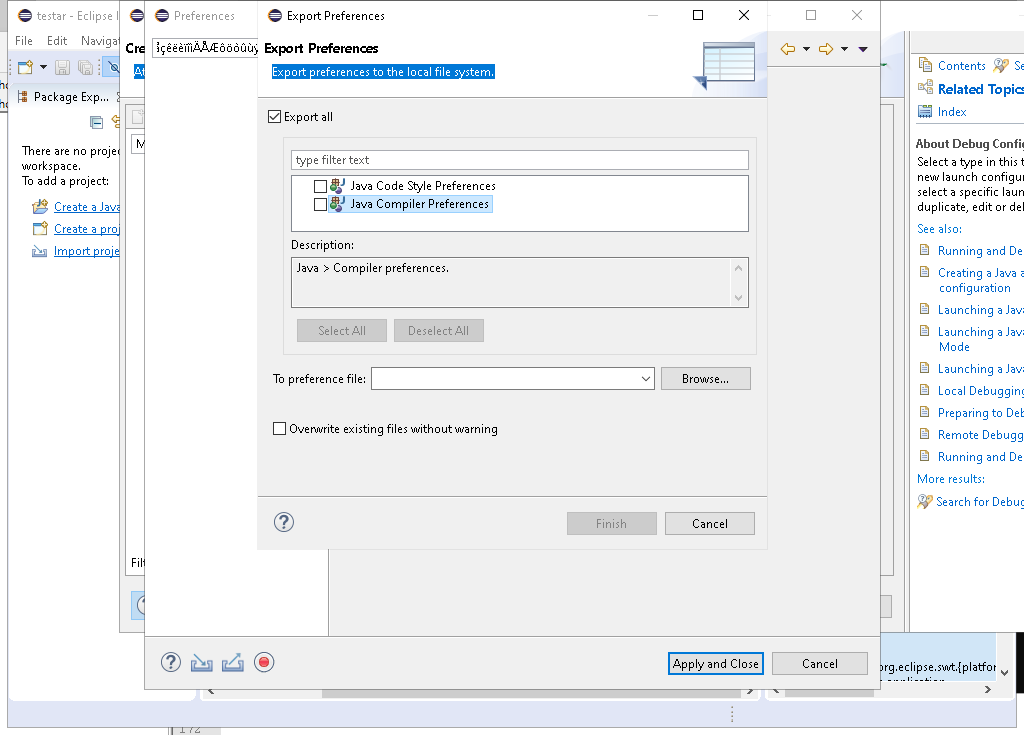 testar - Eclipse
Preferences
Export Preferences
File Edit Navigat
Cre
ÄÅÆôöòûù
Export Preferences
Export preferences to the local file system.
Package Exp...
There are no projec
workspace.
To add a project:
Create a Java
Create a proj
Import proje
Export all
type filter text
Java Code Style Preferences
Java Compiler Preferences
Description:
Java > Compiler preferences.
Select All
Deselect All
To preference file:
Browse...
Overwrite existing files without warning
Finish
Cancel
Filt
Apply and Close
Cancel
Contents
Se
Related Topics
Index
About Debug Config
Select a type in this t
new launch configur
select a specific laun
duplicate, edit or del
See also:
Running and De
Creating a Java a
configuration
Launching a Java
Launching a Java
Mode
Launching a Java
Local Debugging
Preparing to Deb
Remote Debugg
Running and De
More results:
Search for Debug
org.eclipse.swt.{platfor
172